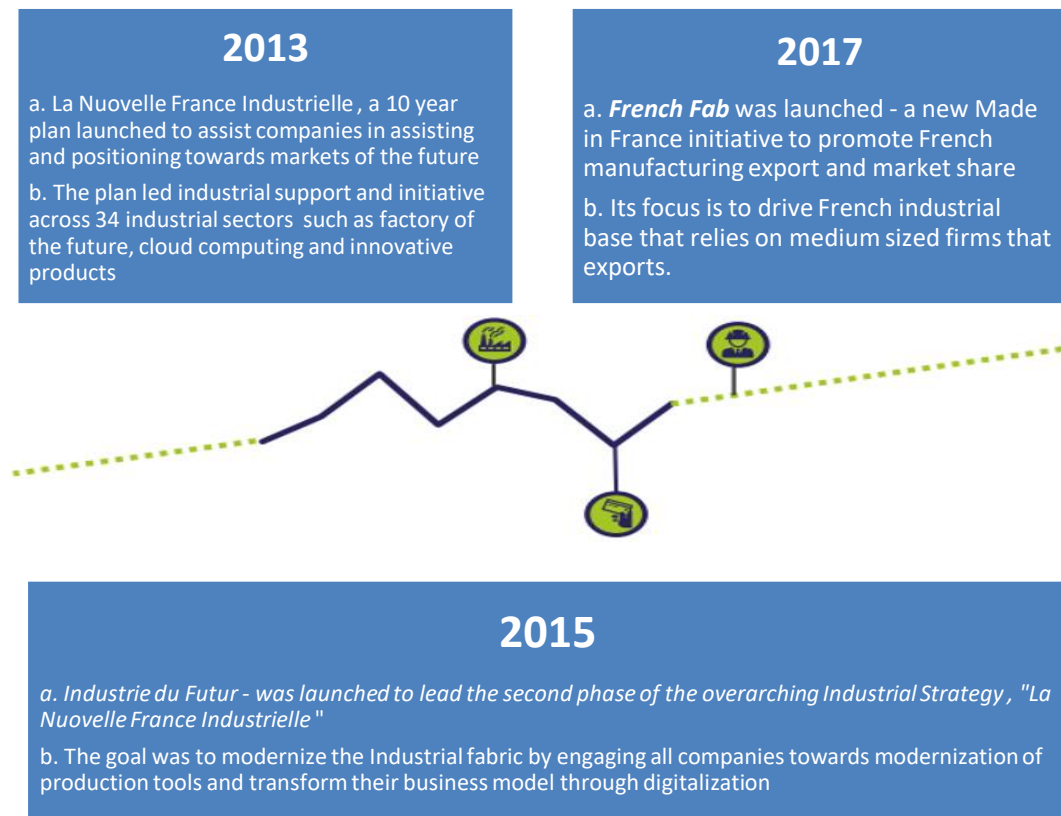 2013
a. La Nuovelle France Industrielle , a 10 year
plan launched to assist companies in assisting
and positioning towards markets of the future
b. The plan led industrial support and initiative
across 34 industrial sectors such as factory of
the future, cloud computing and innovative
products
2017
a. French Fab was launched - a new Made
in France initiative to promote French
manufacturing export and market share
b. Its focus is to drive French industrial
base that relies on medium sized firms that
exports.
2015
a. Industrie du Futur - was launched to lead the second phase of the overarching Industrial Strategy , "La
Nuovelle France Industrielle "
b. The goal was to modernize the Industrial fabric by engaging all companies towards modernization of
production tools and transform their business model through digitalization